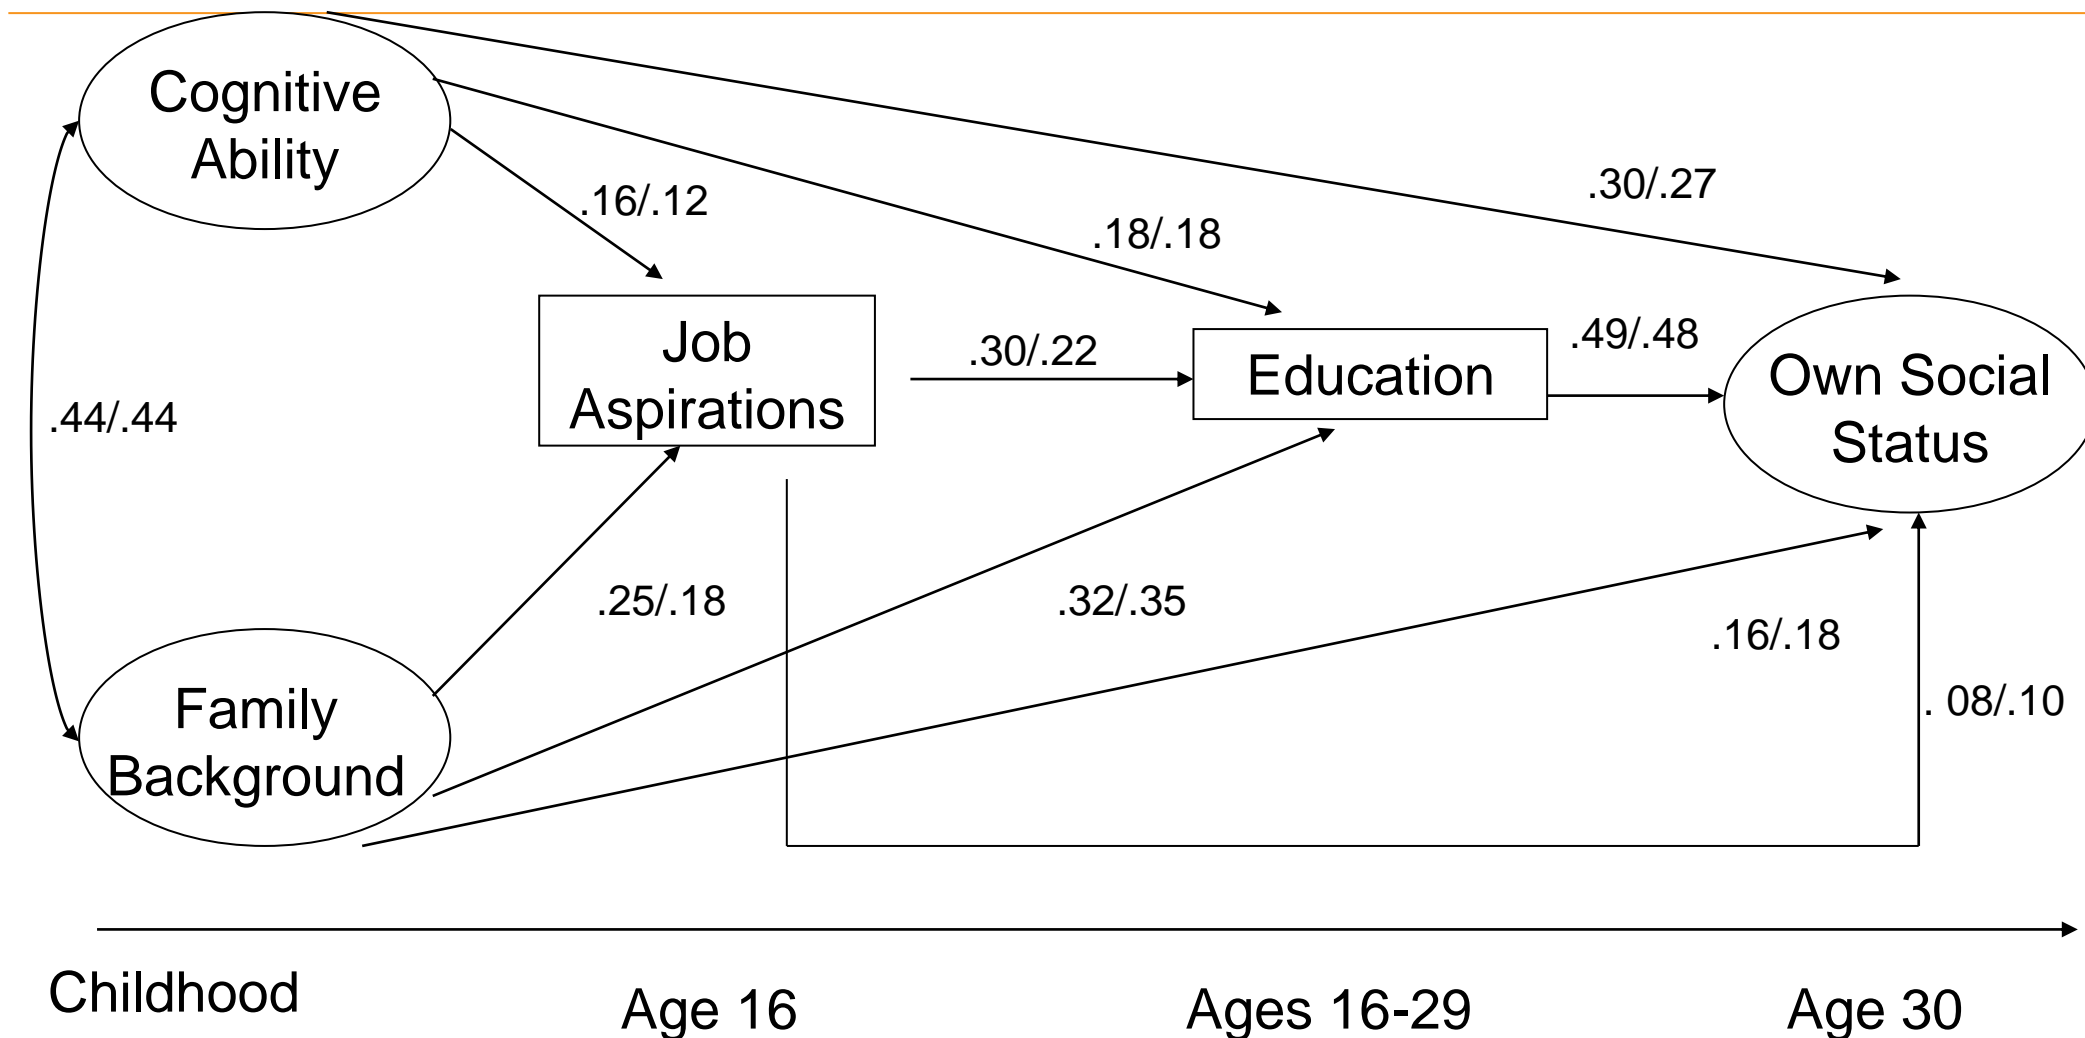 Cognitive
Ability
.16/.12
.18/.18
.30/.27
Job
Aspirations
.30/.22
Education
.49/.48
Own Social
Status
.44/.44
.25/.18
.32/.35
.16/.18
. 08/.10
Family
Background
Childhood
Age 16
Ages 16-29
Age 30